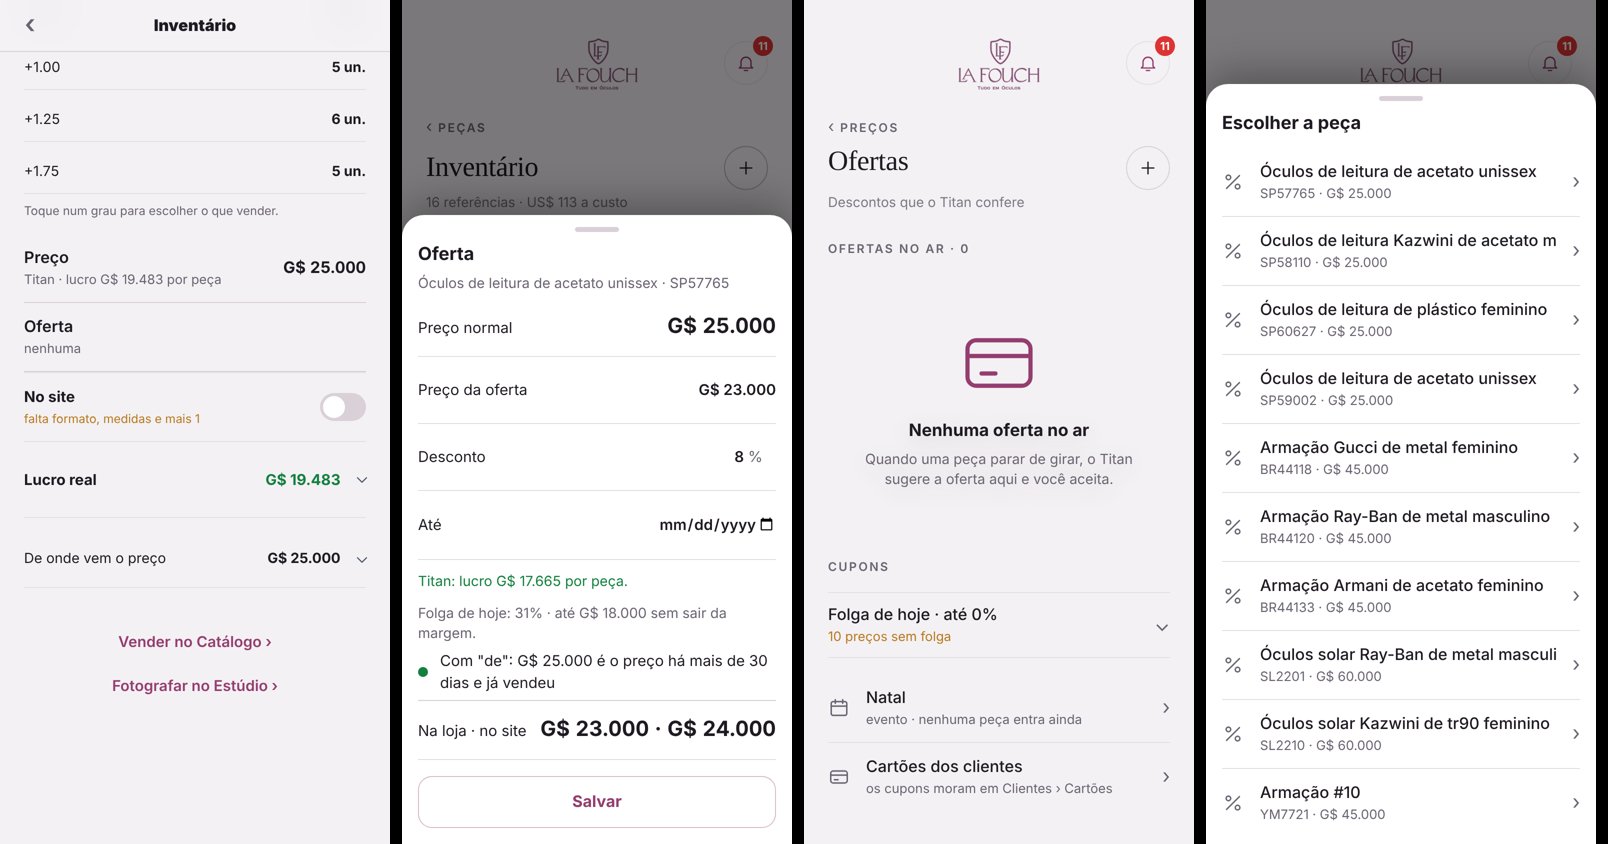 Inventário
+1.00 5 un.
+1.25 6 un.
+1.75 5 un.
Toque num grau para escolher o que vender.
Preço
Titan · lucro G$ 19.483 por peça
G$ 25.000
Oferta
nenhuma
No site
falta formato, medidas e mais 1
Lucro real G$ 19.483
De onde vem o preço G$ 25.000
Vender no Catálogo ›
Fotografar no Estúdio ›
LF
LA FOUCH
TUDO EM ÓCULOS
11
‹ PEÇAS
Inventário
+
16 referências · US$ 113 a custo
Oferta
Óculos de leitura de acetato unissex · SP57765
Preço normal G$ 25.000
Preço da oferta G$ 23.000
Desconto 8 %
Até mm/dd/yyyy
Titan: lucro G$ 17.665 por peça.
Folga de hoje: 31% · até G$ 18.000 sem sair da
margem.
Com "de": G$ 25.000 é o preço há mais de 30
dias e já vendeu
Na loja · no site G$ 23.000 · G$ 24.000
Salvar
LF
LA FOUCH
TUDO EM ÓCULOS
11
‹ PREÇOS
Ofertas
+
Descontos que o Titan confere
OFERTAS NO AR · 0
Nenhuma oferta no ar
Quando uma peça parar de girar, o Titan
sugere a oferta aqui e você aceita.
CUPONS
Folga de hoje · até 0%
10 preços sem folga
Natal
evento · nenhuma peça entra ainda
Cartões dos clientes
os cupons moram em Clientes › Cartões
LF
LA FOUCH
11
Escolher a peça
Óculos de leitura de acetato unissex
SP57765 · G$ 25.000
Óculos de leitura Kazwini de acetato m
SP58110 · G$ 25.000
Óculos de leitura de plástico feminino
SP60627 · G$ 25.000
Óculos de leitura de acetato unissex
SP59002 · G$ 25.000
Armação Gucci de metal feminino
BR44118 · G$ 45.000
Armação Ray-Ban de metal masculino
BR44120 · G$ 45.000
Armação Armani de acetato feminino
BR44133 · G$ 45.000
Óculos solar Ray-Ban de metal masculi
SL2201 · G$ 60.000
Óculos solar Kazwini de tr90 feminino
SL2210 · G$ 60.000
Armação #10
YM7721 · G$ 45.000